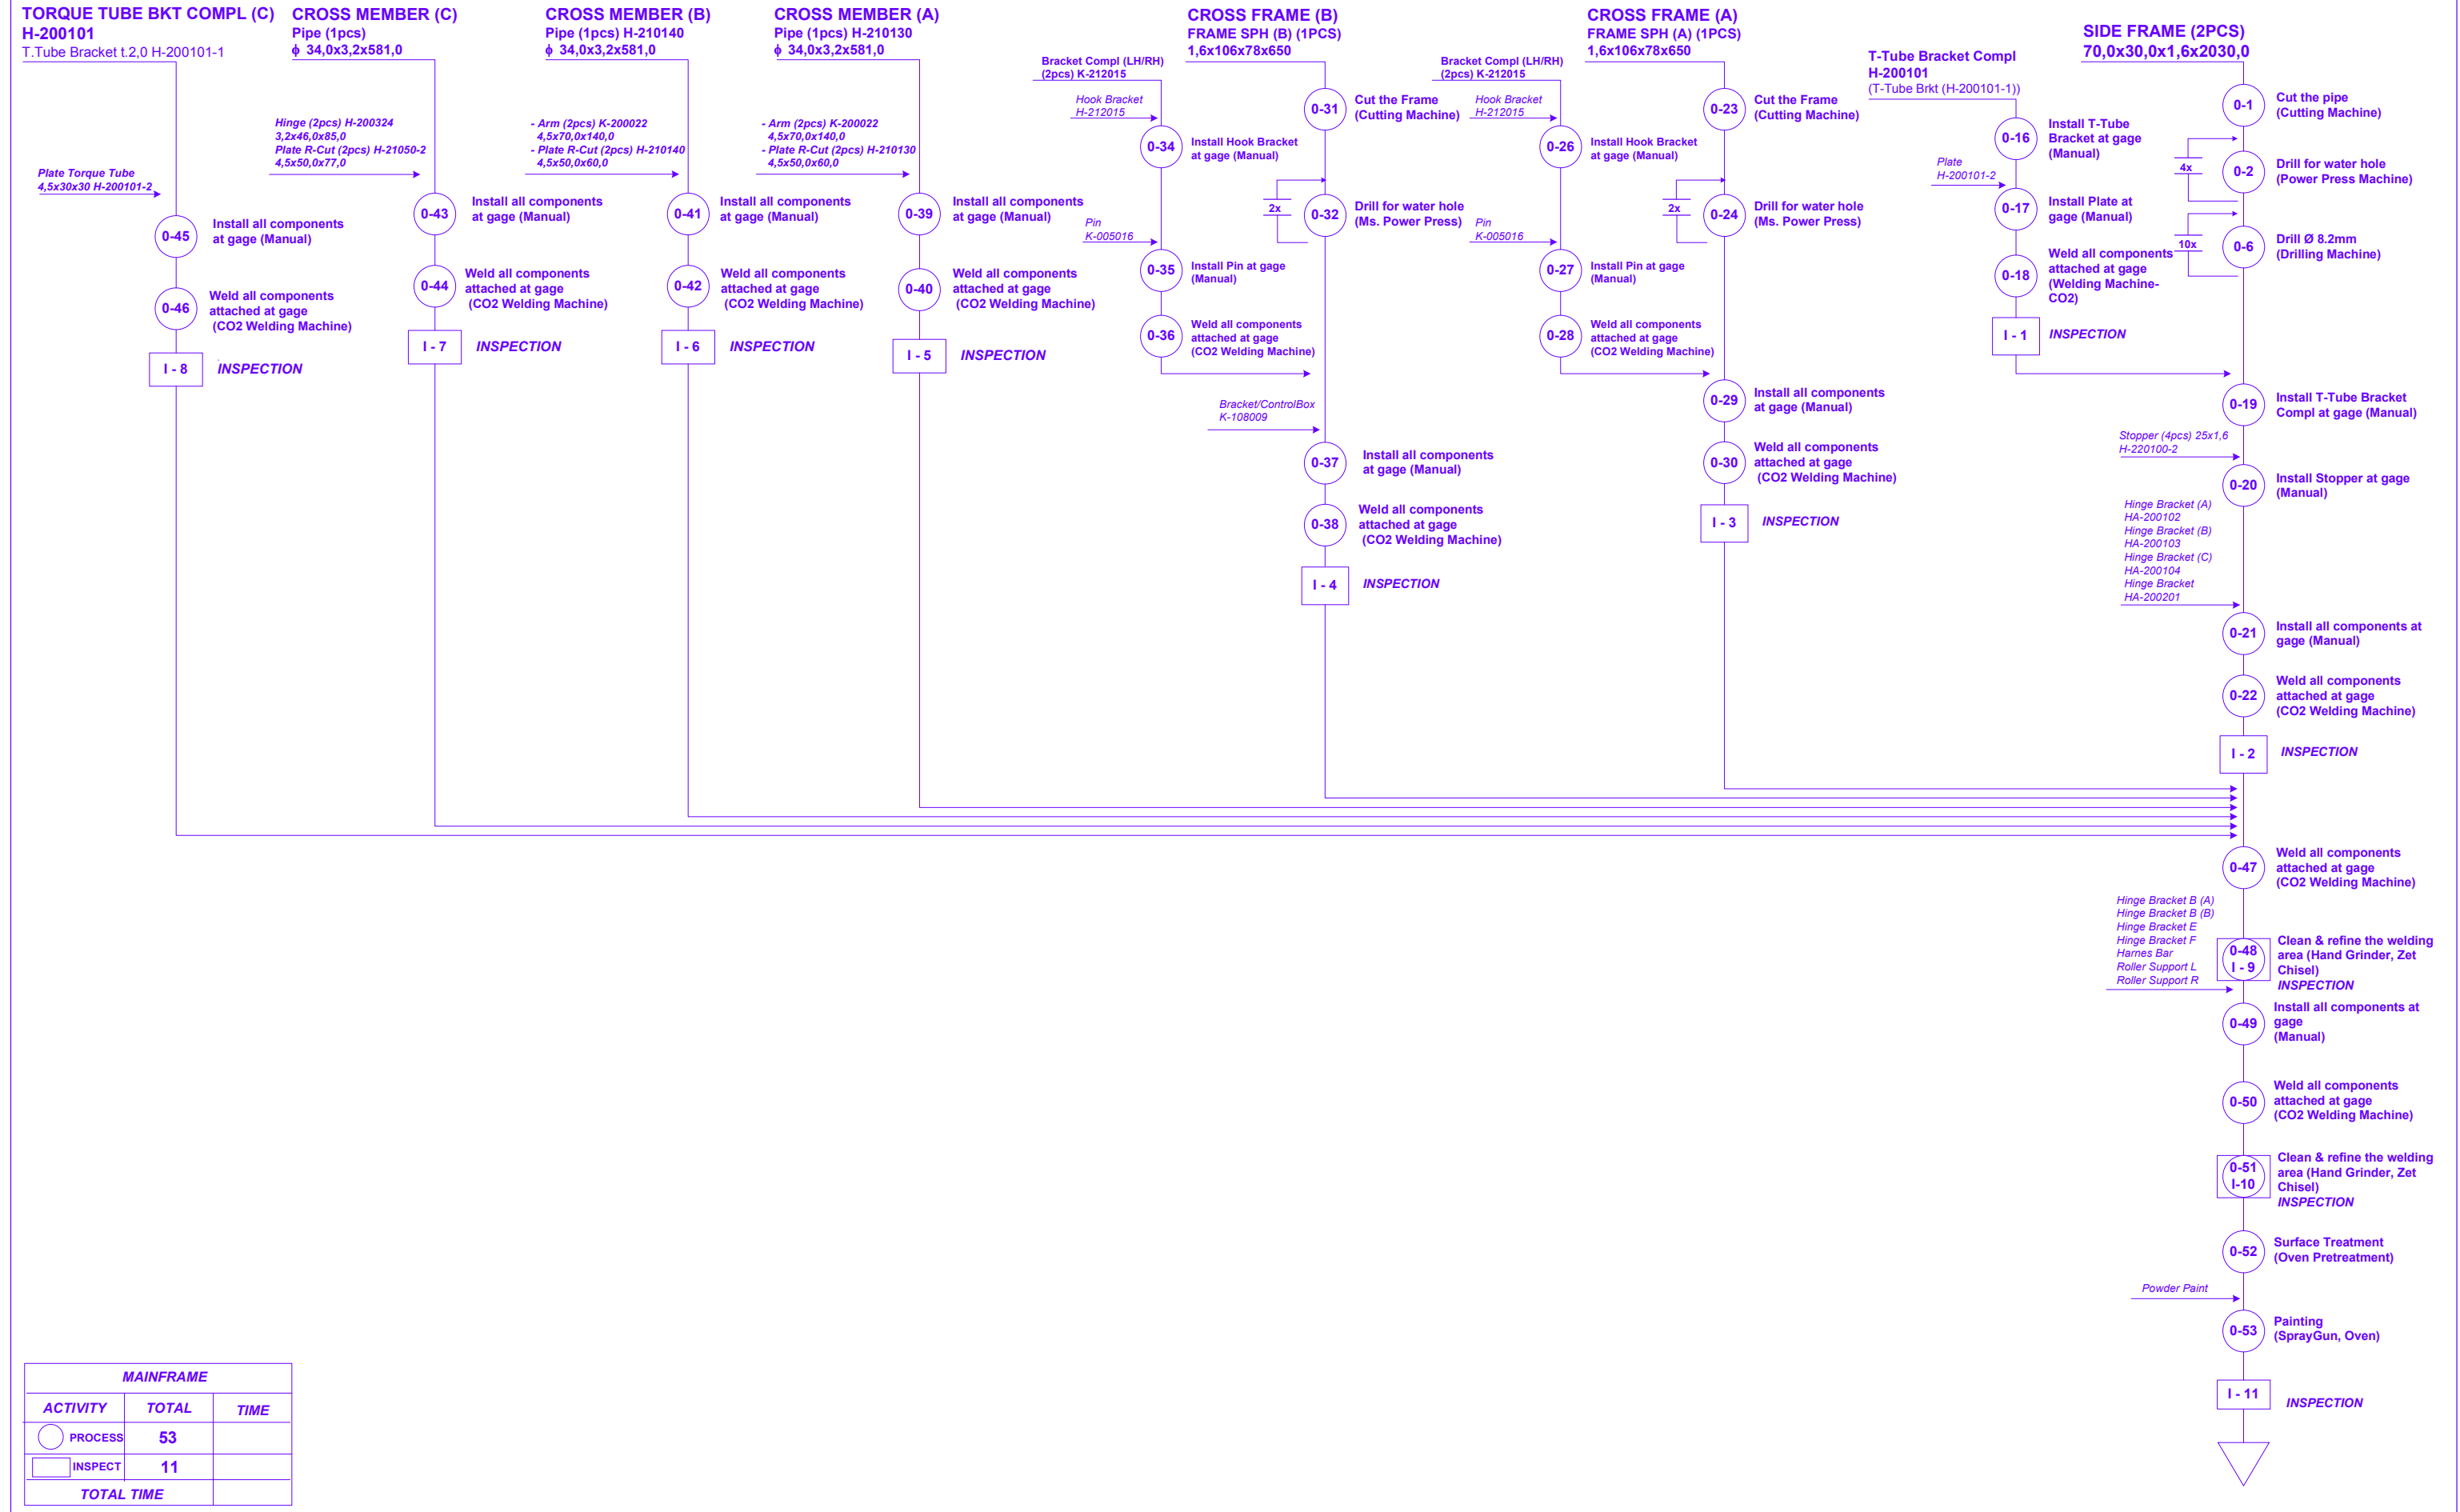 TORQUE TUBE BKT COMPL (C)
H-200101
T.Tube Bracket t.2,0 H-200101-1
Plate Torque Tube
4,5x30x30 H-200101-2
0-45
Install all components
at gage (Manual)
0-46
Weld all components
attached at gage
(CO2 Welding Machine)
I - 8
INSPECTION
CROSS MEMBER (C)
Pipe (1pcs)
ϕ 34,0x3,2x581,0
Hinge (2pcs) H-200324
3,2x46,0x85,0
Plate R-Cut (2pcs) H-21050-2
4,5x50,0x77,0
0-43
Install all components
at gage (Manual)
0-44
Weld all components
attached at gage
(CO2 Welding Machine)
I - 7
INSPECTION
CROSS MEMBER (B)
Pipe (1pcs) H-210140
ϕ 34,0x3,2x581,0
- Arm (2pcs) K-200022
4,5x70,0x140,0
- Plate R-Cut (2pcs) H-210140
4,5x50,0x60,0
0-41
Install all components
at gage (Manual)
0-42
Weld all components
attached at gage
(CO2 Welding Machine)
I - 6
INSPECTION
CROSS MEMBER (A)
Pipe (1pcs) H-210130
ϕ 34,0x3,2x581,0
- Arm (2pcs) K-200022
4,5x70,0x140,0
- Plate R-Cut (2pcs) H-210130
4,5x50,0x60,0
0-39
Install all components
at gage (Manual)
0-40
Weld all components
attached at gage
(CO2 Welding Machine)
I - 5
INSPECTION
CROSS FRAME (B)
FRAME SPH (B) (1PCS)
1,6x106x78x650
Bracket Compl (LH/RH)
(2pcs) K-212015
Hook Bracket
H-212015
0-34
Install Hook Bracket
at gage (Manual)
Pin
K-005016
0-35
Install Pin at gage
(Manual)
0-36
Weld all components
attached at gage
(CO2 Welding Machine)
0-31
Cut the Frame
(Cutting Machine)
2x
0-32
Drill for water hole
(Ms. Power Press)
Bracket/ControlBox
K-108009
0-37
Install all components
at gage (Manual)
0-38
Weld all components
attached at gage
(CO2 Welding Machine)
I - 4
INSPECTION
CROSS FRAME (A)
FRAME SPH (A) (1PCS)
1,6x106x78x650
Bracket Compl (LH/RH)
(2pcs) K-212015
Hook Bracket
H-212015
0-26
Install Hook Bracket
at gage (Manual)
Pin
K-005016
0-27
Install Pin at gage
(Manual)
0-28
Weld all components
attached at gage
(CO2 Welding Machine)
0-23
Cut the Frame
(Cutting Machine)
2x
0-24
Drill for water hole
(Ms. Power Press)
0-29
Install all components
at gage (Manual)
0-30
Weld all components
attached at gage
(CO2 Welding Machine)
I - 3
INSPECTION
T-Tube Bracket Compl
H-200101
(T-Tube Brkt (H-200101-1))
0-16
Install T-Tube
Bracket at gage
(Manual)
Plate
H-200101-2
0-17
Install Plate at
gage (Manual)
0-18
Weld all components
attached at gage
(Welding Machine-
CO2)
I - 1
INSPECTION
SIDE FRAME (2PCS)
70,0x30,0x1,6x2030,0
0-1
Cut the pipe
(Cutting Machine)
4x
0-2
Drill for water hole
(Power Press Machine)
10x
0-6
Drill Ø 8.2mm
(Drilling Machine)
0-19
Install T-Tube Bracket
Compl at gage (Manual)
Stopper (4pcs) 25x1,6
H-220100-2
0-20
Install Stopper at gage
(Manual)
Hinge Bracket (A)
HA-200102
Hinge Bracket (B)
HA-200103
Hinge Bracket (C)
HA-200104
Hinge Bracket
HA-200201
0-21
Install all components at
gage (Manual)
0-22
Weld all components
attached at gage
(CO2 Welding Machine)
I - 2
INSPECTION
0-47
Weld all components
attached at gage
(CO2 Welding Machine)
Hinge Bracket B (A)
Hinge Bracket B (B)
Hinge Bracket E
Hinge Bracket F
Harnes Bar
Roller Support L
Roller Support R
0-48
I - 9
Clean & refine the welding
area (Hand Grinder, Zet
Chisel)
INSPECTION
0-49
Install all components at
gage
(Manual)
0-50
Weld all components
attached at gage
(CO2 Welding Machine)
0-51
I-10
Clean & refine the welding
area (Hand Grinder, Zet
Chisel)
INSPECTION
0-52
Surface Treatment
(Oven Pretreatment)
Powder Paint
0-53
Painting
(SprayGun, Oven)
I - 11
INSPECTION
MAINFRAME
ACTIVITY TOTAL TIME
PROCESS 53
INSPECT 11
TOTAL TIME